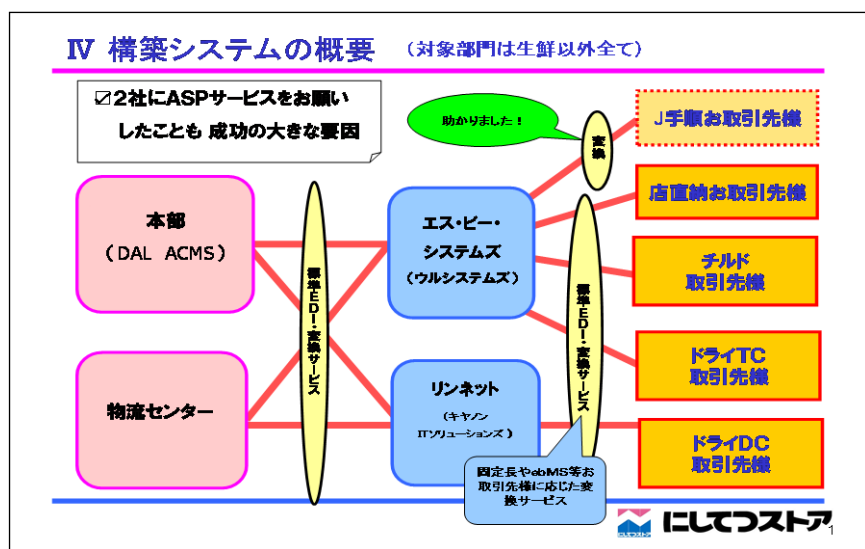 Ⅳ 構築システムの概要 （対象部門は生鮮以外全て）
☑2社にASPサービスをお願い
したことも 成功の大きな要因
助かりました！
変換
J手順お取引先様
本部
（DAL ACMS）
エス・ビー・
システムズ
（ウルシステムズ）
店直納お取引先様
チルド
取引先様
標準EDI・変換サービス
標準EDI・変換サービス
ドライTC
取引先様
物流センター
リンネット
（キヤノン
ITソリューションズ）
ドライDC
取引先様
固定長やebMS等お
取引先様に応じた変
換サービス
にしてつストア
にしてつストア
1